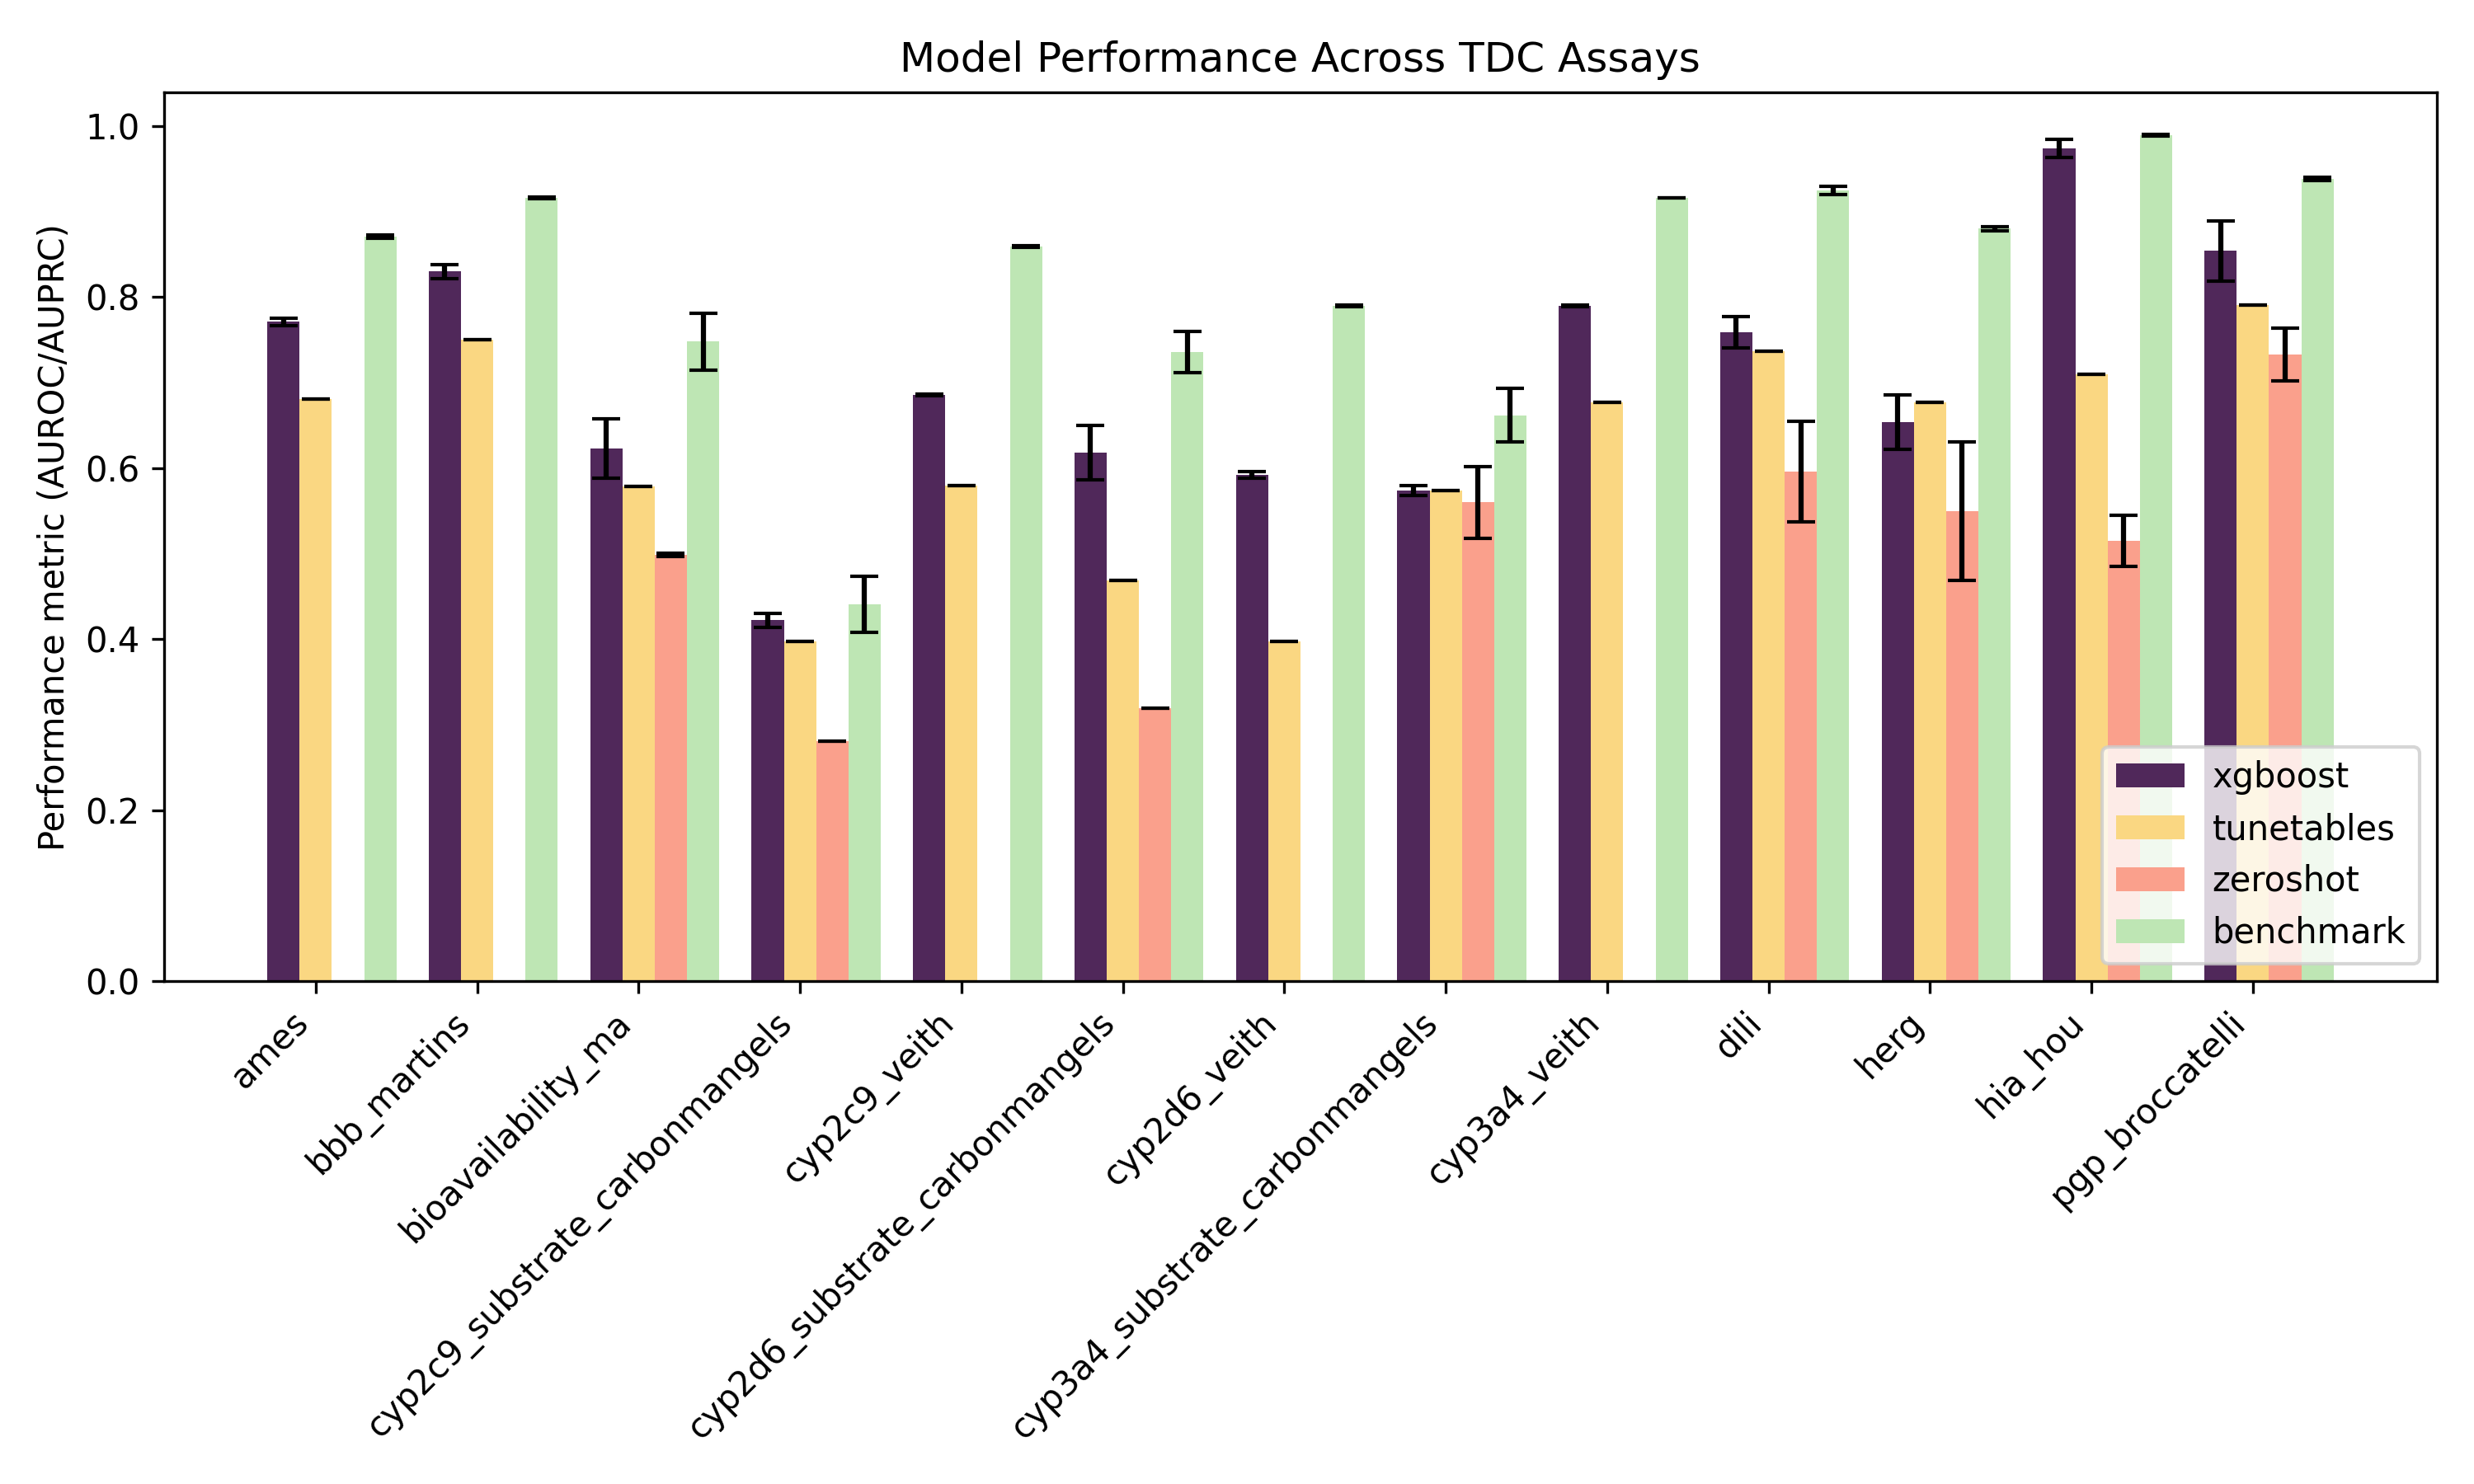 Model Performance Across TDC Assays
Performance metric (AUROC/AUPRC)
1.0
0.8
0.6
0.4
0.2
0.0
xgboost
tunetables
zeroshot
benchmark
ames
bbb_martins
bioavailability_ma
cyp2c9_substrate_carbonmangels
cyp2c9_veith
cyp2d6_substrate_carbonmangels
cyp2d6_veith
cyp3a4_substrate_carbonmangels
cyp3a4_veith
dili
herg
hia_hou
pgp_broccatelli